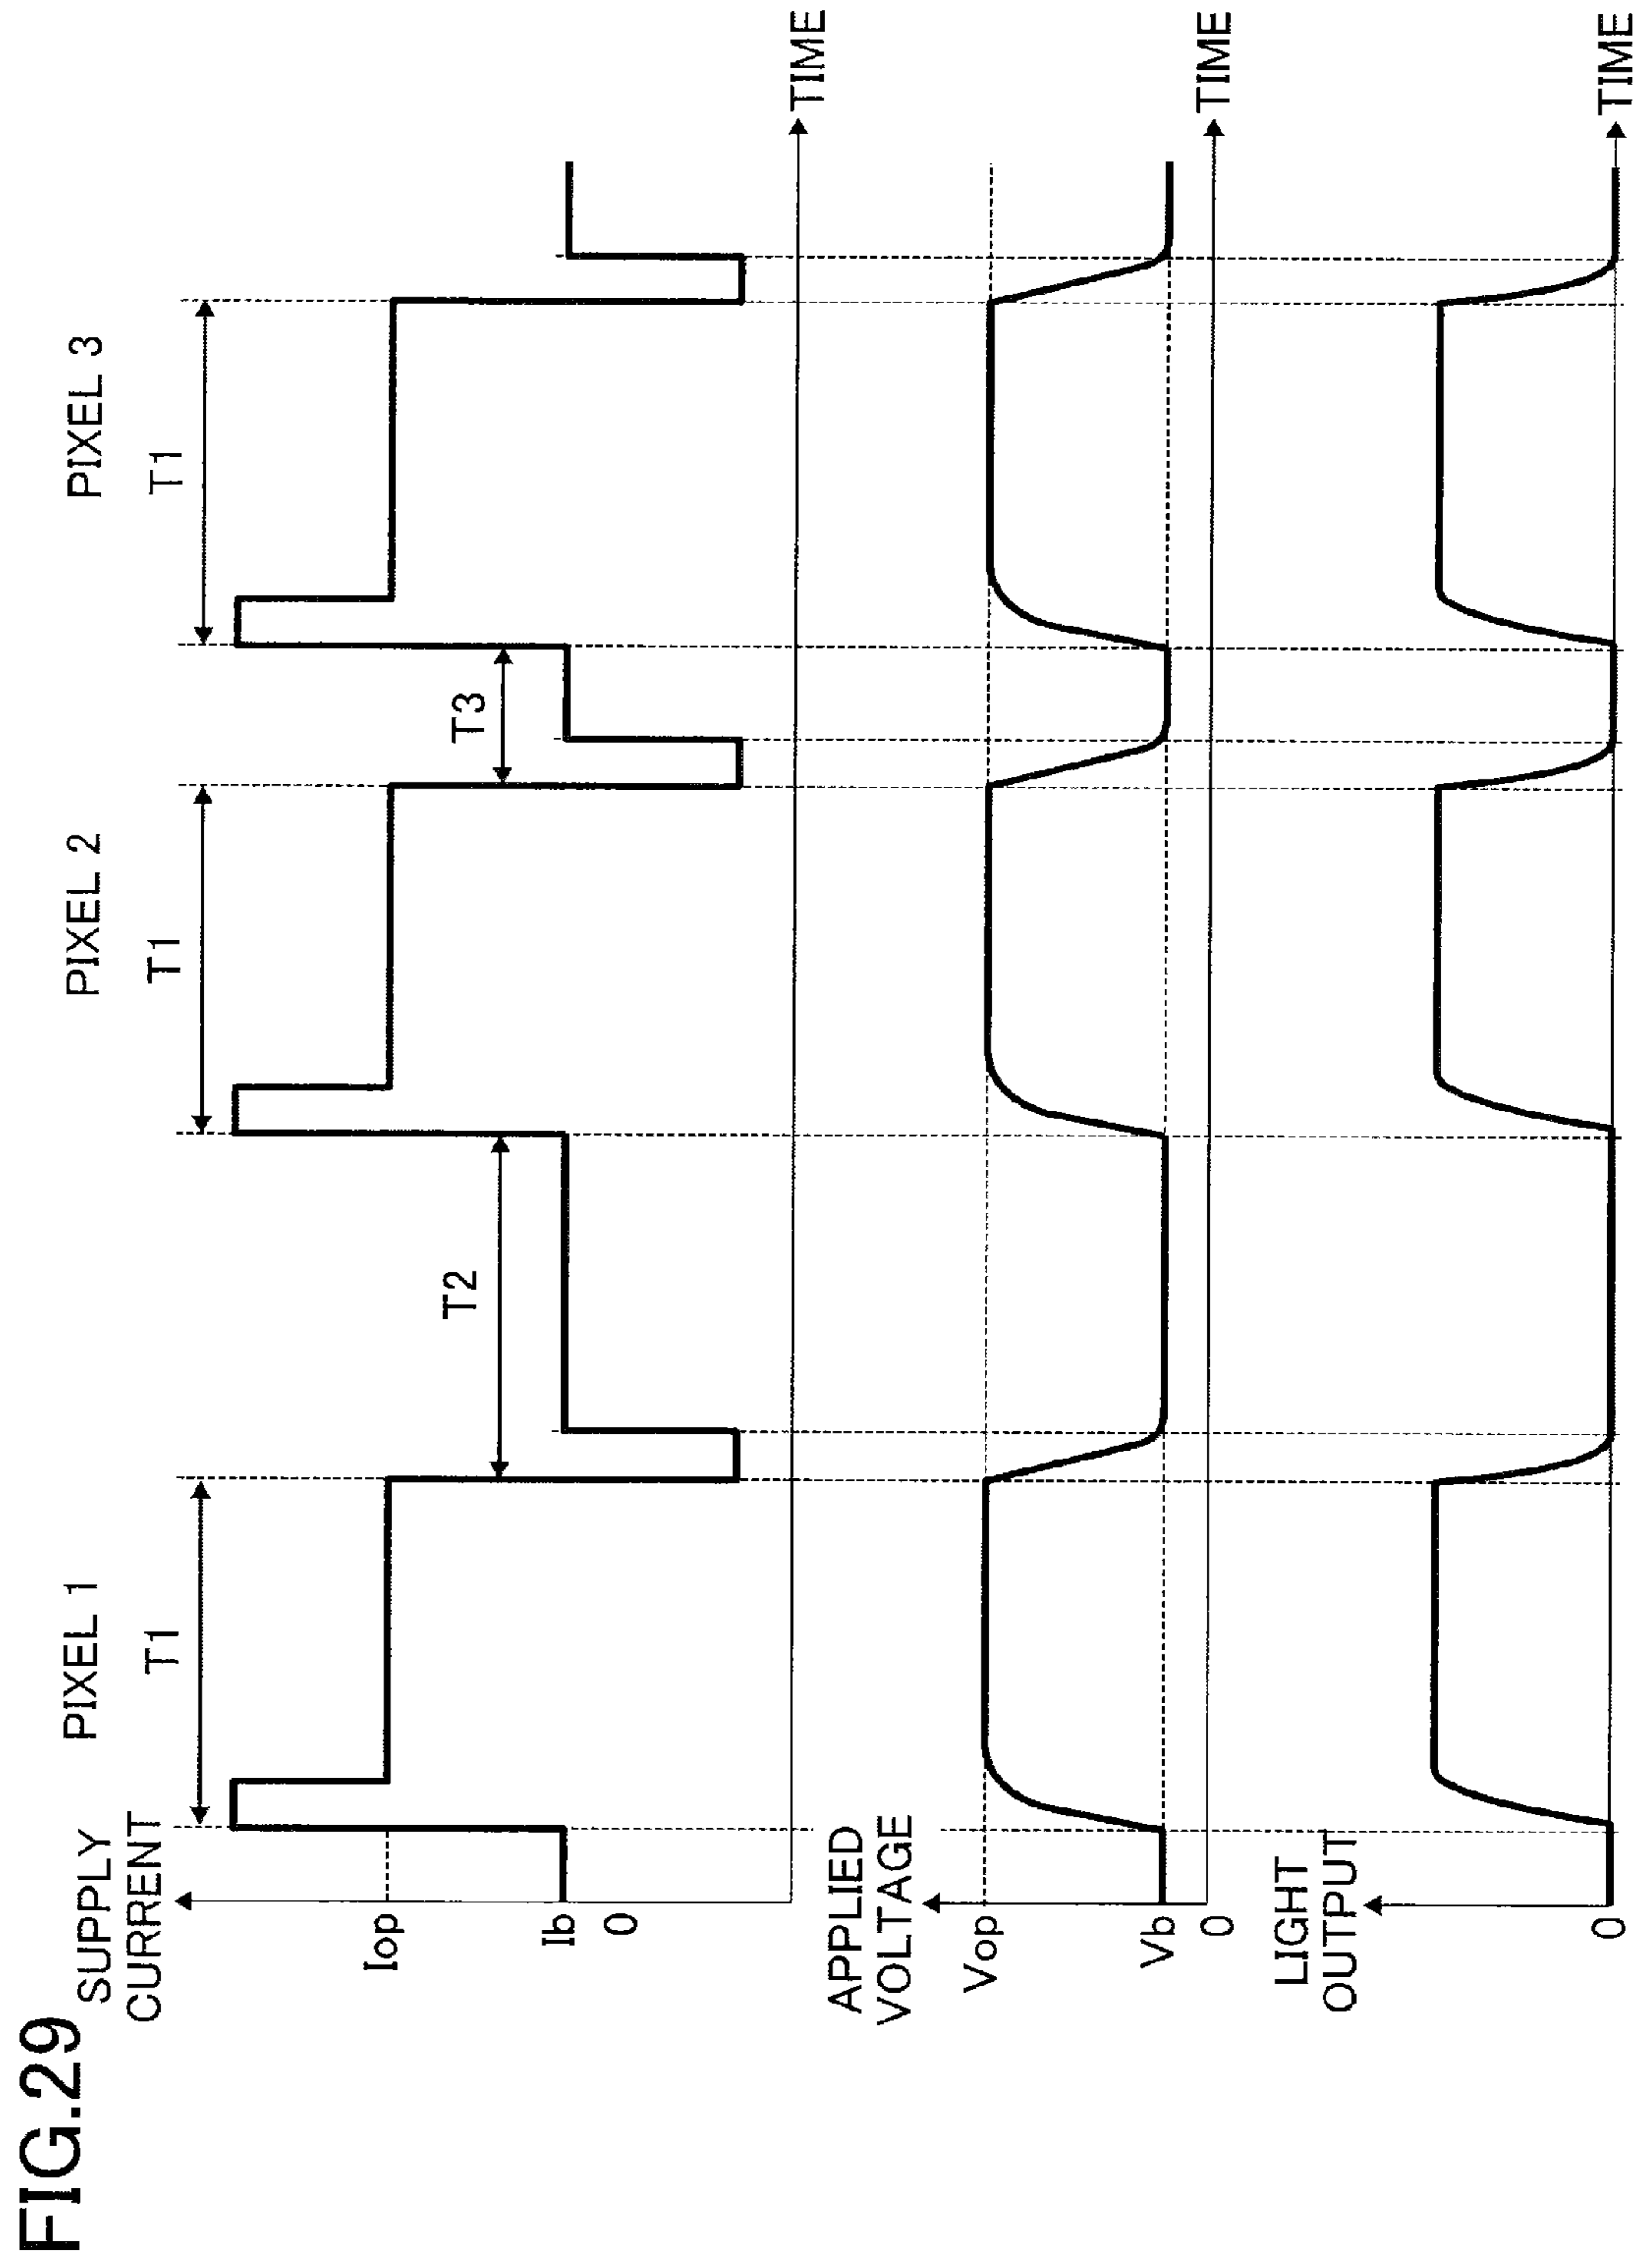 FIG.29
PIXEL 1
PIXEL 2
PIXEL 3
SUPPLY
CURRENT
T1
T1
T1
T2
T3
Iop
Ib
0
TIME
APPLIED
VOLTAGE
Vop
Vb
0
TIME
LIGHT
OUTPUT
0
TIME